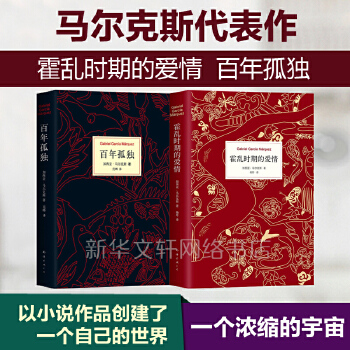 马尔克斯代表作
霍乱时期的爱情 百年孤独
百年孤独
Gabriel García Márquez
百年孤独
霍乱时期的爱情
Gabriel García Márquez
霍乱时期的爱情
新华文轩网络书店
以小说作品创建了
一个自己的世界
一个浓缩的宇宙